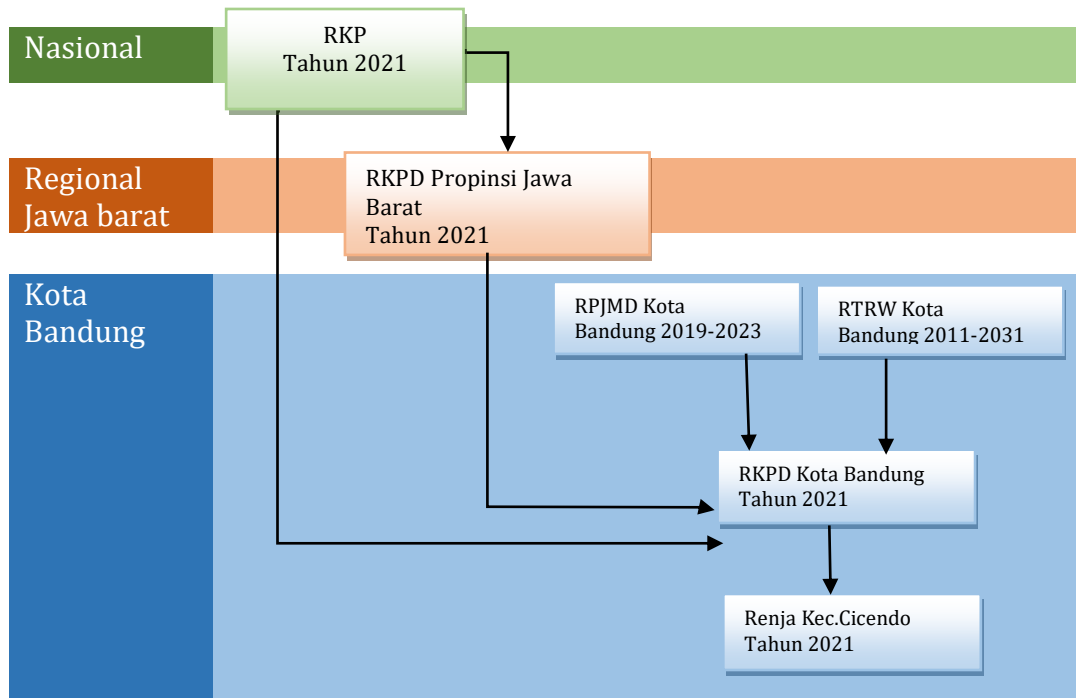 Nasional
RKP
Tahun 2021
Regional
Jawa barat
RKPD Propinsi Jawa
Barat
Tahun 2021
Kota
Bandung
RPJMD Kota
Bandung 2019-2023
RTRW Kota
Bandung 2011-2031
RKPD Kota Bandung
Tahun 2021
Renja Kec.Cicendo
Tahun 2021